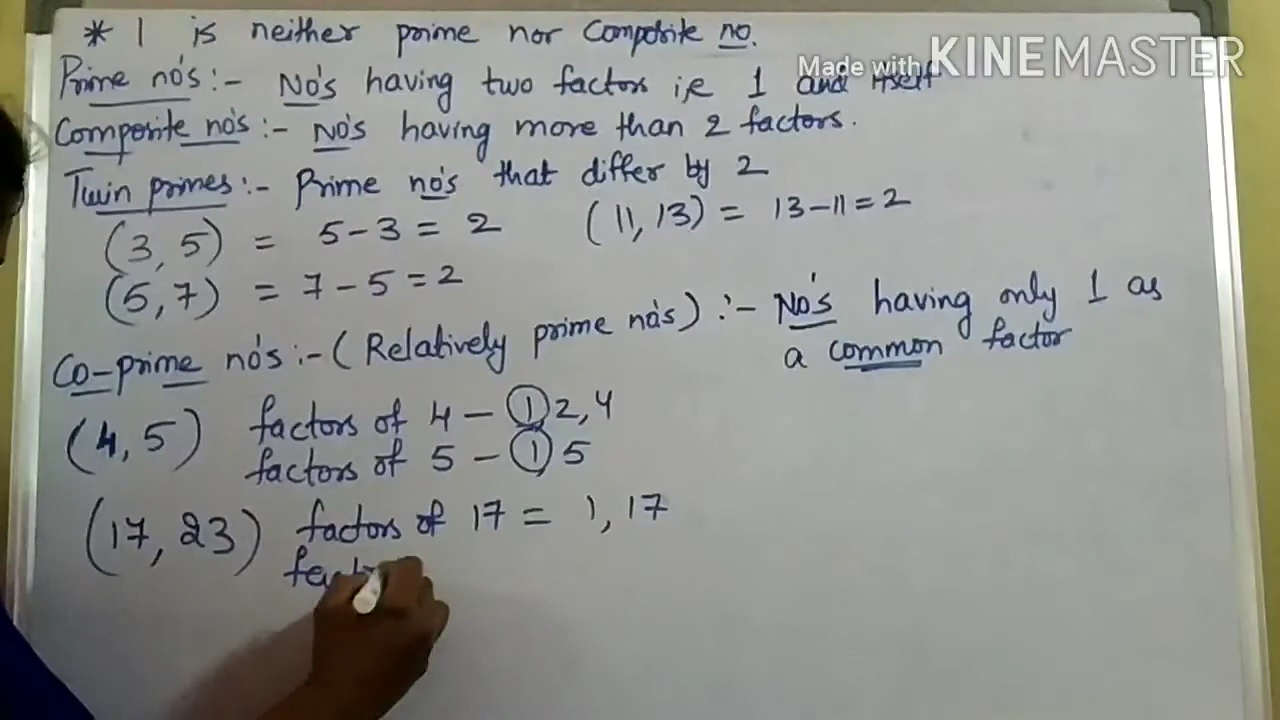 * 1 is neither prime nor composite no.
Made with KINEMASTER
Prime no's :- No's having two factors i,e 1 and itself
Composite no's :- No's having more than 2 factors.
Twin primes :- Prime no's that differ by 2
(3, 5) = 5-3 = 2 (11, 13) = 13-11=2
(5,7) = 7-5=2
Co-prime no's :- (Relatively prime no's) :- No's having only 1 as
a common factor
(4,5) factors of 4 - 1 2,4
factors of 5 - 1 5
(17, 23) factors of 17 = 1, 17